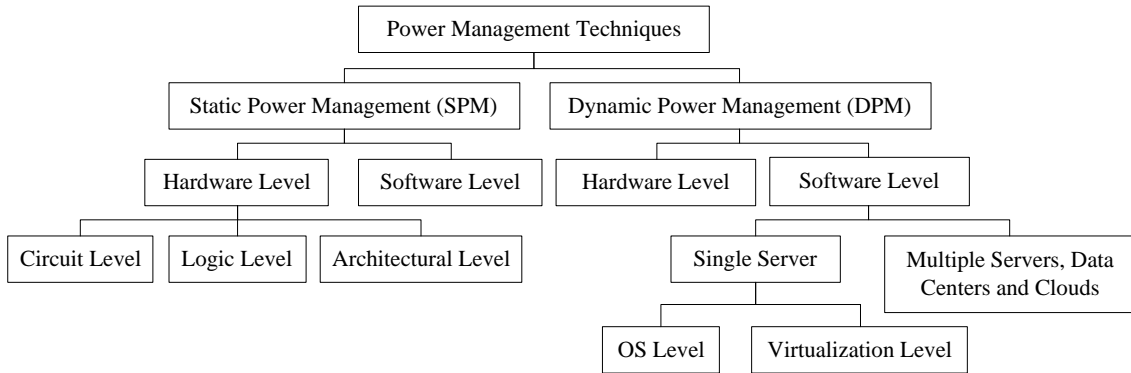 Power Management Techniques
Static Power Management (SPM)
Dynamic Power Management (DPM)
Hardware Level
Software Level
Hardware Level
Software Level
Circuit Level
Logic Level
Architectural Level
Single Server
Multiple Servers, Data
Centers and Clouds
OS Level
Virtualization Level